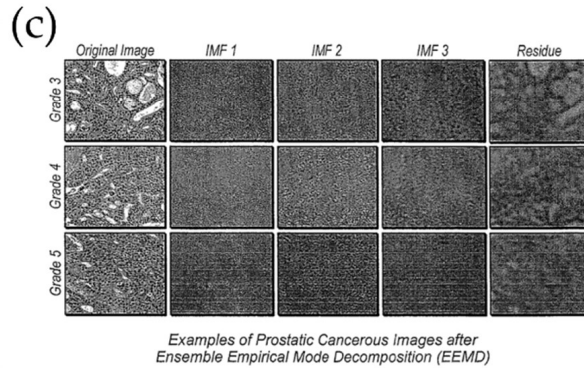 (c)
Original Image IMF 1 IMF 2 IMF 3 Residue
Grade 3
Grade 4
Grade 5
Examples of Prostatic Cancerous Images after
Ensemble Empirical Mode Decomposition (EEMD)